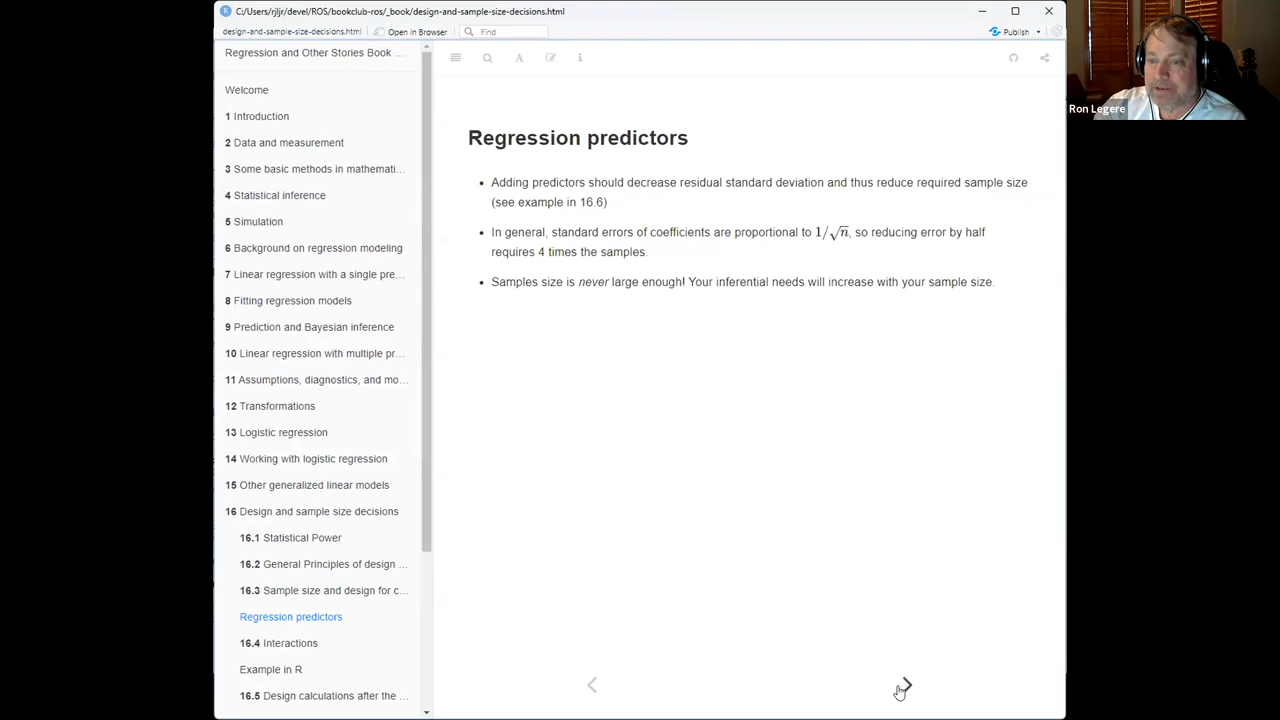 C:/Users/rjljr/devel/ROS/bookclub-ros/_book/design-and-sample-size-decisions.html
design-and-sample-size-decisions.html
Open in Browser
Find
Publish
Regression and Other Stories Book ...
Welcome
1 Introduction
2 Data and measurement
3 Some basic methods in mathemati...
4 Statistical inference
5 Simulation
6 Background on regression modeling
7 Linear regression with a single pre...
8 Fitting regression models
9 Prediction and Bayesian inference
10 Linear regression with multiple pr...
11 Assumptions, diagnostics, and mo...
12 Transformations
13 Logistic regression
14 Working with logistic regression
15 Other generalized linear models
16 Design and sample size decisions
16.1 Statistical Power
16.2 General Principles of design ...
16.3 Sample size and design for c...
Regression predictors
16.4 Interactions
Example in R
16.5 Design calculations after the ...
Regression predictors
• Adding predictors should decrease residual standard deviation and thus reduce required sample size
(see example in 16.6)
• In general, standard errors of coefficients are proportional to 1/√n, so reducing error by half
requires 4 times the samples.
• Samples size is never large enough! Your inferential needs will increase with your sample size.
Ron Legere